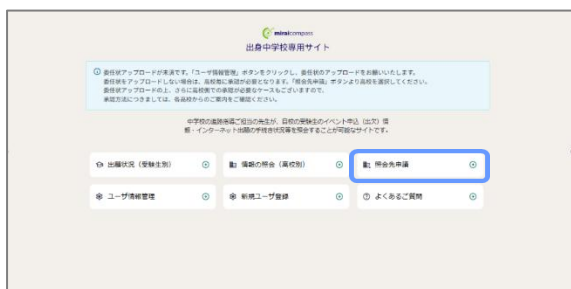 miraicompass
出身中学校専用サイト
委任状アップロードが未済です。「ユーザ情報管理」ボタンをクリックし、委任状のアップロードをお願いいたします。
委任状をアップロードしない場合は、高校毎に承認が必要となります。「照会先申請」ボタンより高校を選択してください。
委任状アップロードの上、さらに高校側での承認が必要なケースもございますので、
承認方法につきましては、各高校からのご案内をご確認ください。
中学校の進路指導ご担当の先生が、自校の受験生のイベント申込（出欠）情
報・インターネット出願の手続き状況等を照会することが可能なサイトです。
出願状況（受験生別）
情報の照会（高校別）
照会先申請
ユーザ情報管理
新規ユーザ登録
よくあるご質問